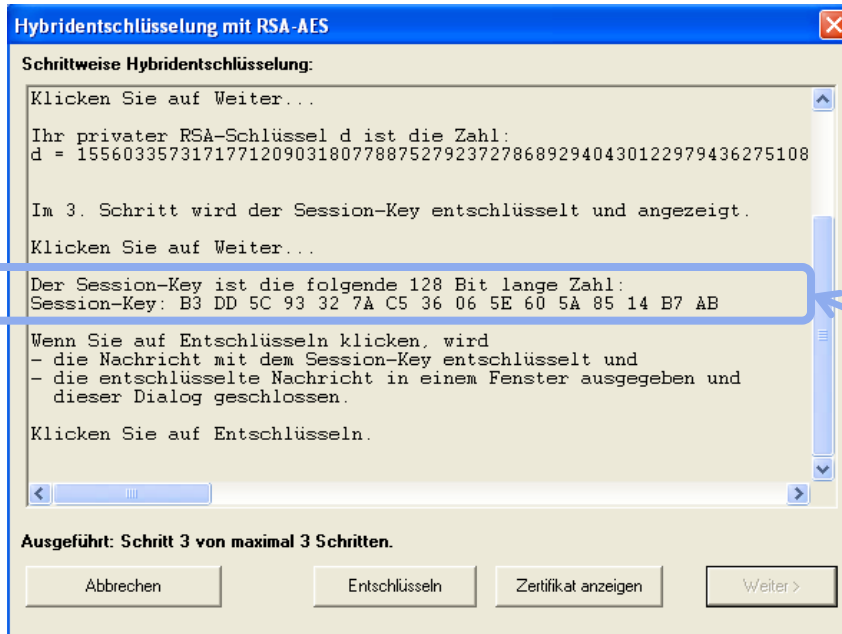 Hybridentschlüsselung mit RSA-AES
Schrittweise Hybridentschlüsselung:
Klicken Sie auf Weiter...
Ihr privater RSA-Schlüssel d ist die Zahl:
d = 1556033573171771209031807788752792372786892940430122979436275108
Im 3. Schritt wird der Session-Key entschlüsselt und angezeigt.
Klicken Sie auf Weiter...
Der Session-Key ist die folgende 128 Bit lange Zahl:
Session-Key: B3 DD 5C 93 32 7A C5 36 06 5E 60 5A 85 14 B7 AB
Wenn Sie auf Entschlüsseln klicken, wird
- die Nachricht mit dem Session-Key entschlüsselt und
- die entschlüsselte Nachricht in einem Fenster ausgegeben und
dieser Dialog geschlossen.
Klicken Sie auf Entschlüsseln.
Ausgeführt: Schritt 3 von maximal 3 Schritten.
Abbrechen Entschlüsseln Zertifikat anzeigen Weiter >